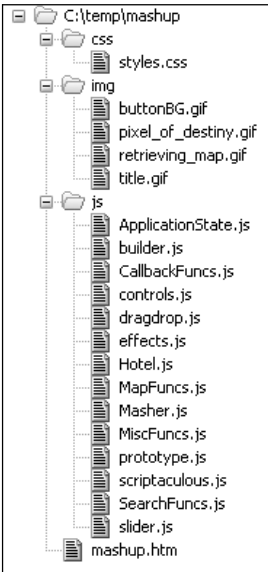 C:\temp\mashup
css
styles.css
img
buttonBG.gif
pixel_of_destiny.gif
retrieving_map.gif
title.gif
js
ApplicationState.js
builder.js
CallbackFuncs.js
controls.js
dragdrop.js
effects.js
Hotel.js
MapFuncs.js
Masher.js
MiscFuncs.js
prototype.js
scriptaculous.js
SearchFuncs.js
slider.js
mashup.htm